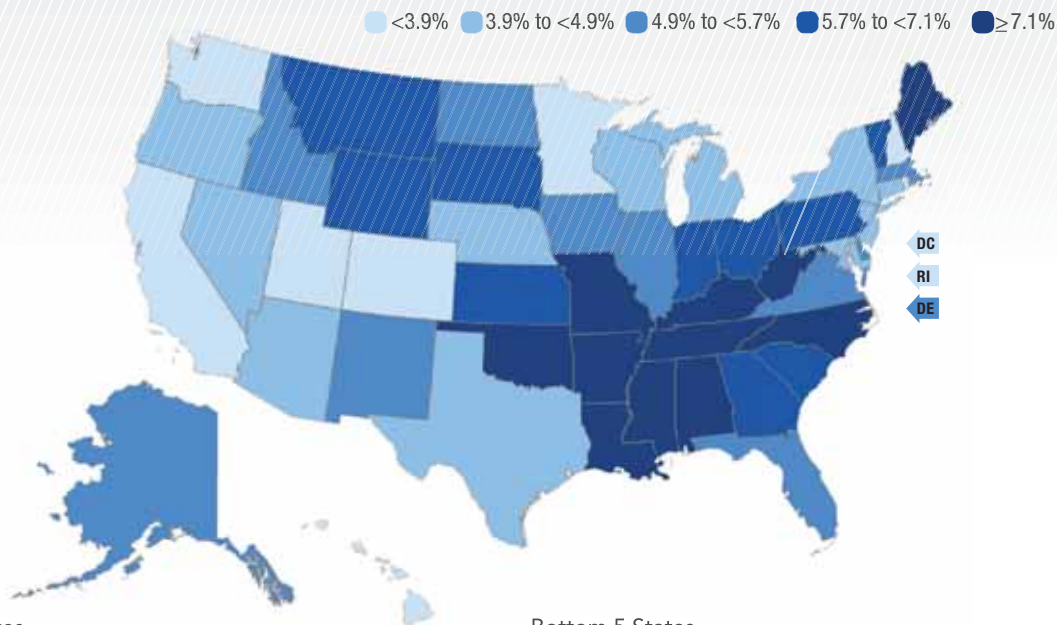 <3.9% 3.9% to <4.9% 4.9% to <5.7% 5.7% to <7.1% ≥7.1%
DC
RI
DE
Bottom 5 States